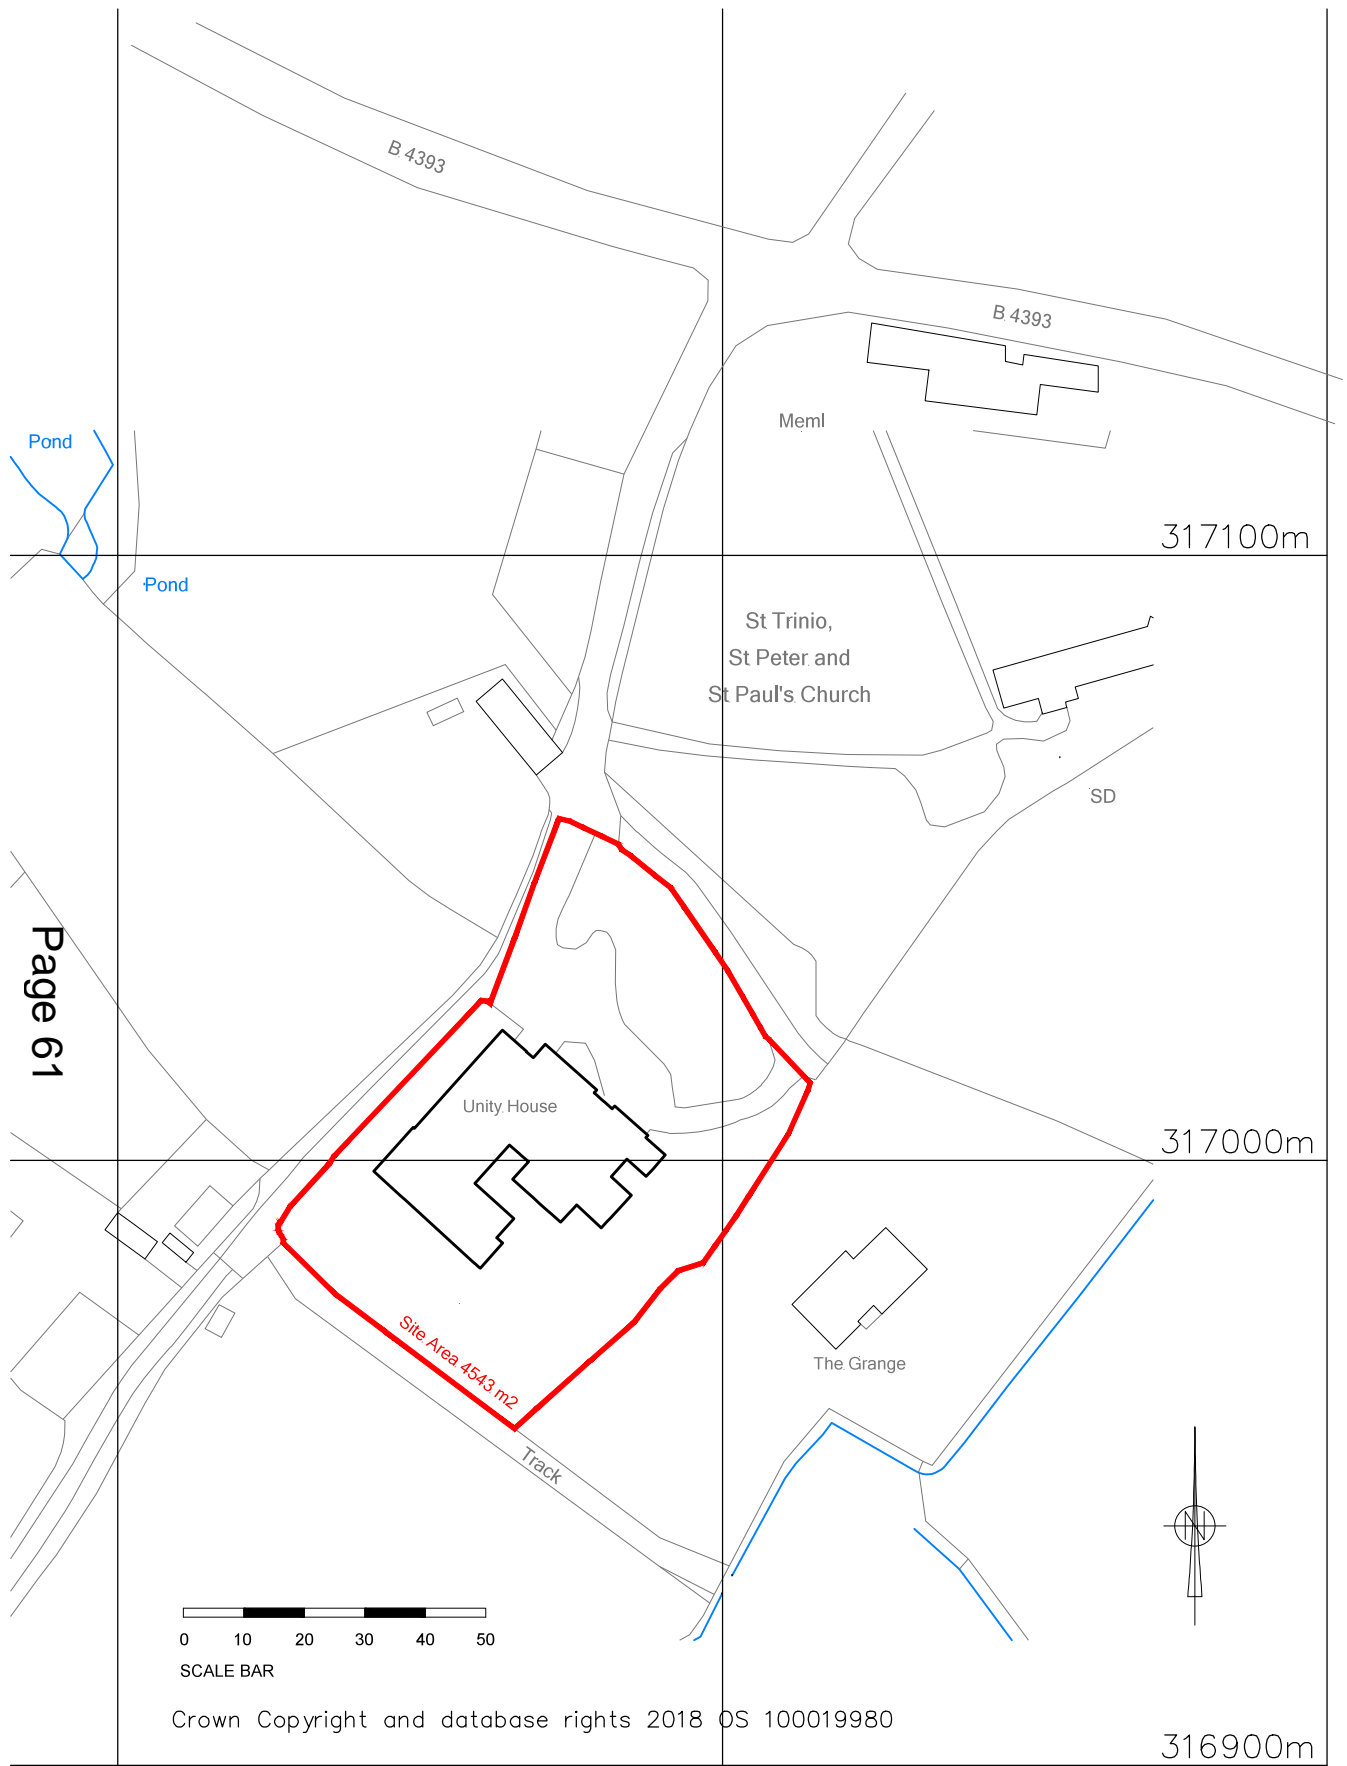 B 4393
B 4393
Meml
Pond
317100m
Pond
St Trinio,
St Peter and
St Paul's Church
SD
Page 61
Unity House
317000m
Site Area 4543 m2
The Grange
Track
N
0 10 20 30 40 50
SCALE BAR
Crown Copyright and database rights 2018 OS 100019980
316900m